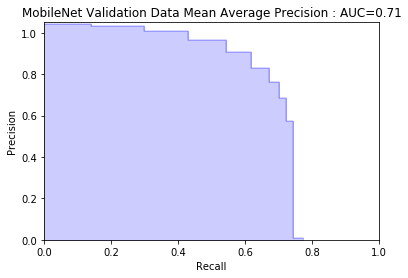 MobileNet Validation Data Mean Average Precision : AUC=0.71
1.0
0.8
0.6
0.4
0.2
0.0
Precision
0.0 0.2 0.4 0.6 0.8 1.0
Recall